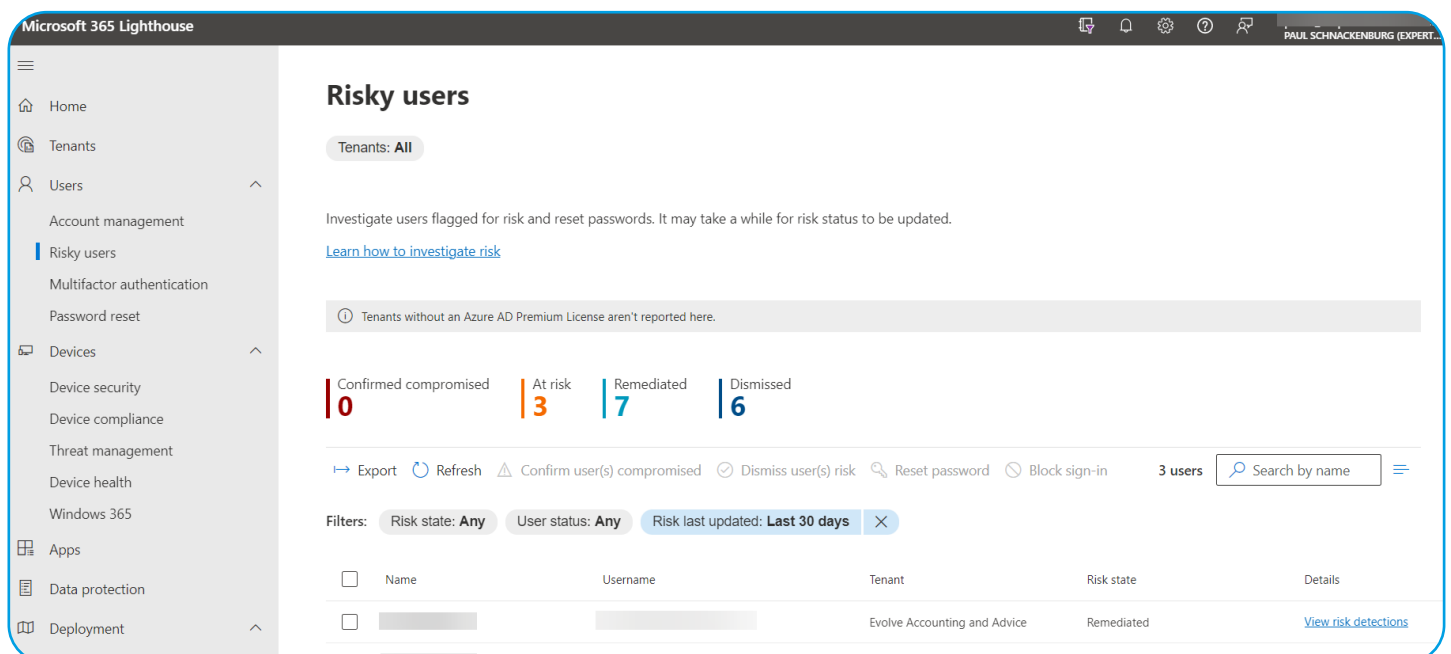 Microsoft 365 Lighthouse
PAUL SCHNACKENBURG (EXPERT...
Home
Tenants
Users
Account management
Risky users
Multifactor authentication
Password reset
Devices
Device security
Device compliance
Threat management
Device health
Windows 365
Apps
Data protection
Deployment
Risky users
Tenants: All
Investigate users flagged for risk and reset passwords. It may take a while for risk status to be updated.
Learn how to investigate risk
Tenants without an Azure AD Premium License aren't reported here.
Confirmed compromised At risk Remediated Dismissed
0 3 7 6
Export Refresh Confirm user(s) compromised Dismiss user(s) risk Reset password Block sign-in 3 users Search by name
Filters: Risk state: Any User status: Any Risk last updated: Last 30 days
Name Username Tenant Risk state Details
Evolve Accounting and Advice Remediated View risk detections